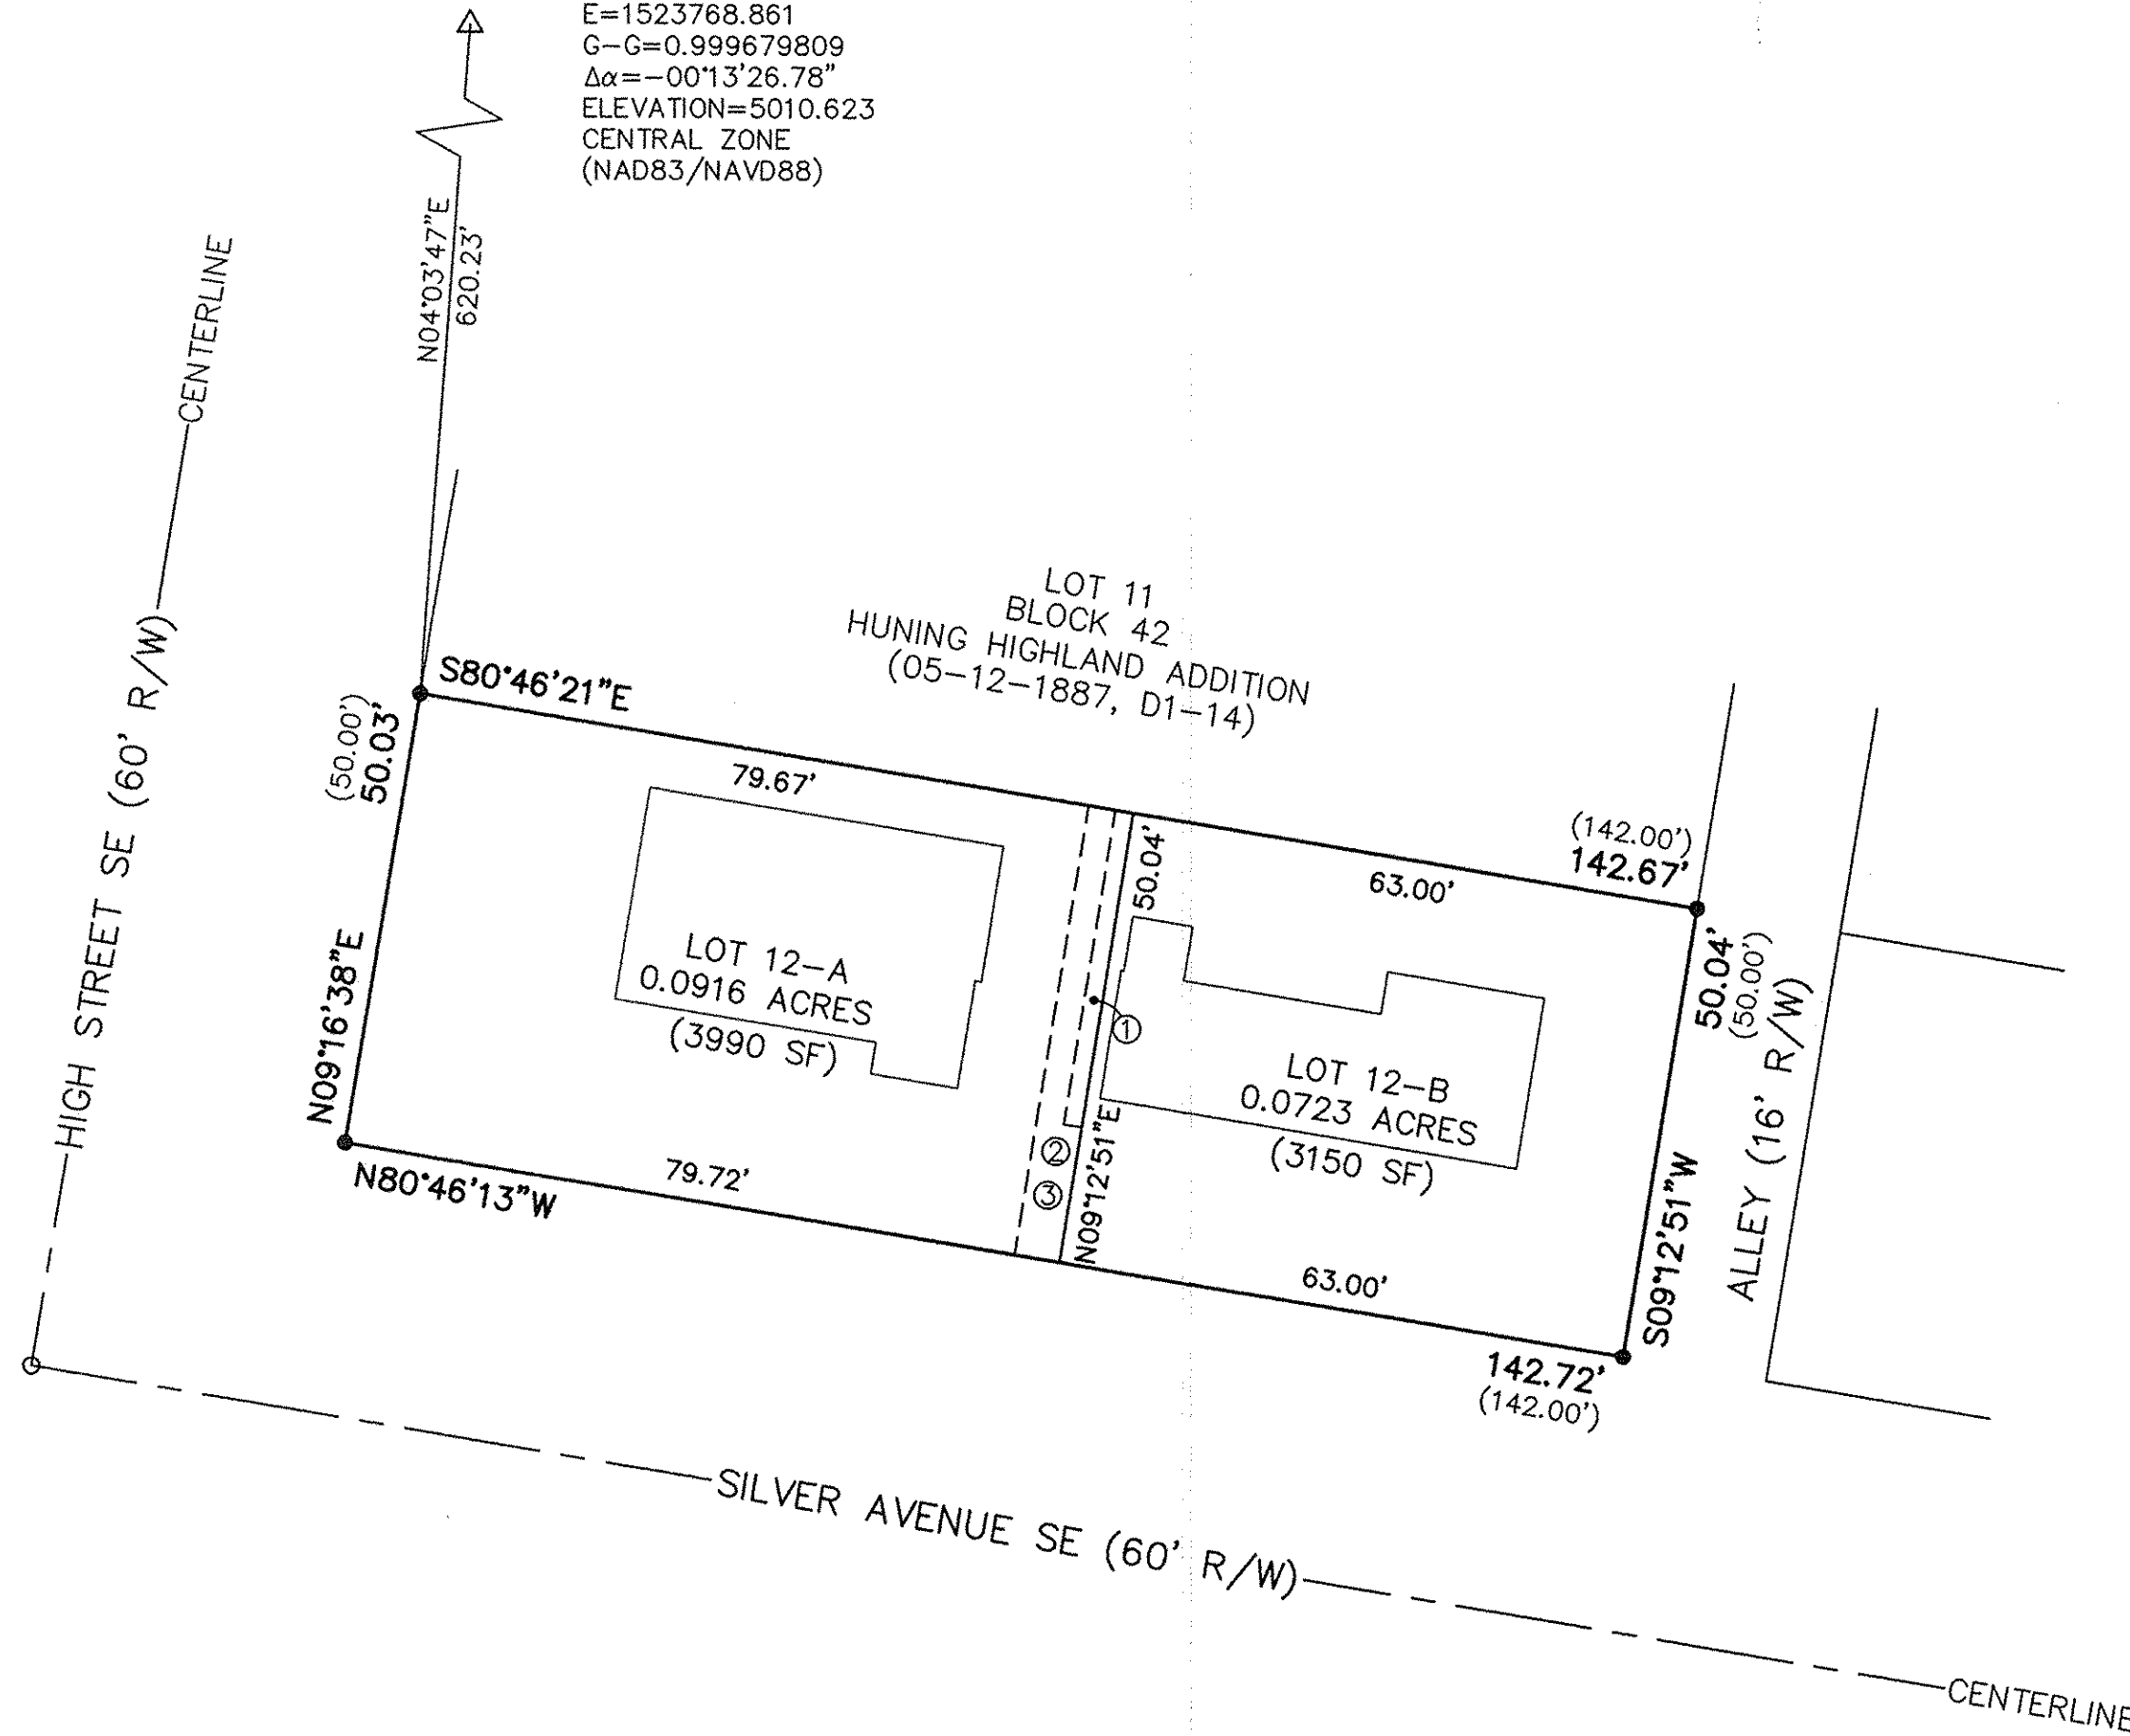 E=1523768.861
G-G=0.999679809
Δα=-00°13'26.78"
ELEVATION=5010.623
CENTRAL ZONE
(NAD83/NAVD88)
N04°03'47"E
620.23'
CENTERLINE
HIGH STREET SE (60' R/W)
LOT 11
BLOCK 42
HUNING HIGHLAND ADDITION
(05-12-1887, D1-14)
S80°46'21"E
(50.00')
50.03'
79.67'
50.04'
63.00'
(142.00')
142.67'
N09°16'38"E
LOT 12-A
0.0916 ACRES
(3990 SF)
1
2
3
LOT 12-B
0.0723 ACRES
(3150 SF)
50.04'
(50.00')
ALLEY (16' R/W)
S09°12'51"W
N09°12'51"E
N80°46'13"W
79.72'
63.00'
142.72'
(142.00')
SILVER AVENUE SE (60' R/W)
CENTERLINE